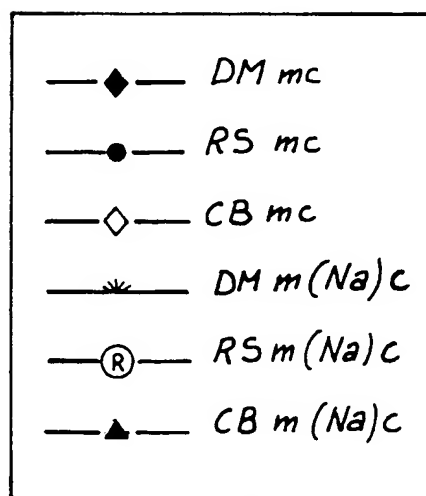 DM mc
RS mc
CB mc
DM m(Na)c
R RS m(Na)c
CB m(Na)c